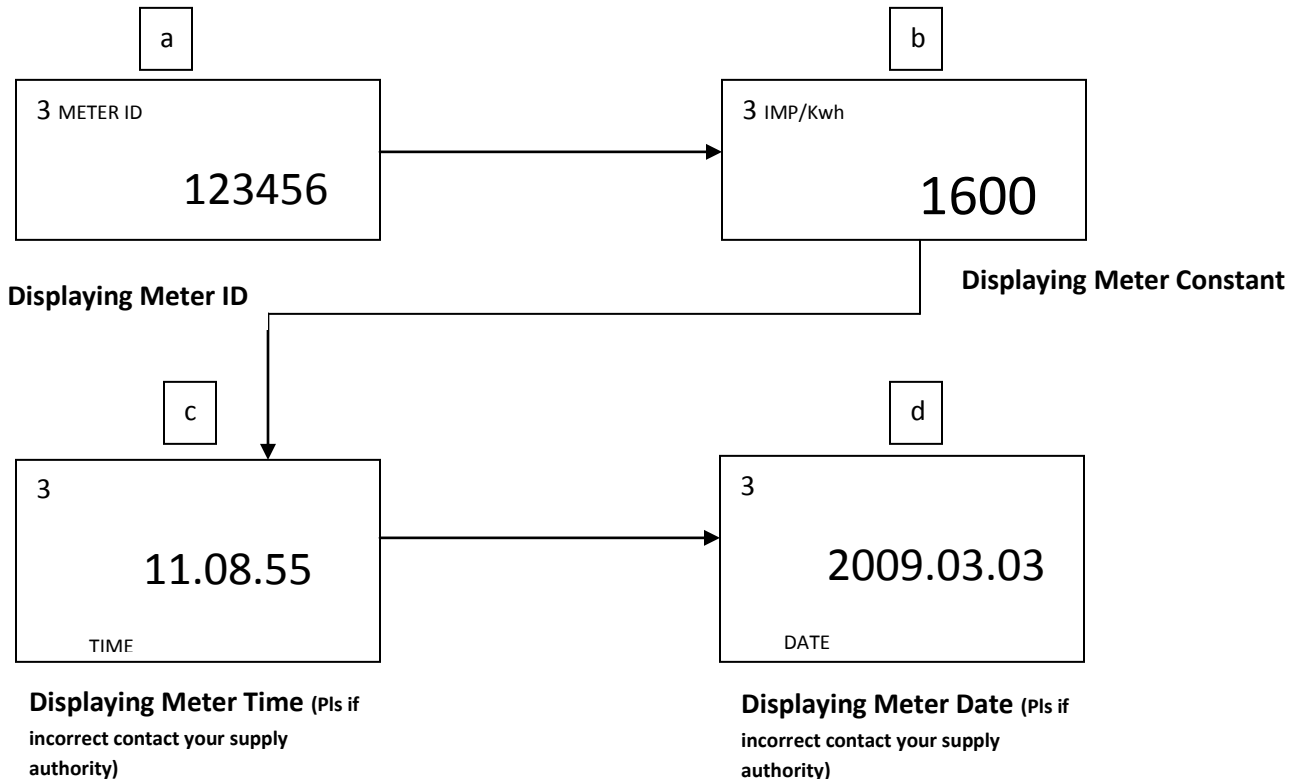 a
b
3 METER ID
123456
3 IMP/Kwh
1600
Displaying Meter ID
Displaying Meter Constant
c
d
3
11.08.55
TIME
3
2009.03.03
DATE
Displaying Meter Time (Pls if
incorrect contact your supply
authority)
Displaying Meter Date (Pls if
incorrect contact your supply
authority)